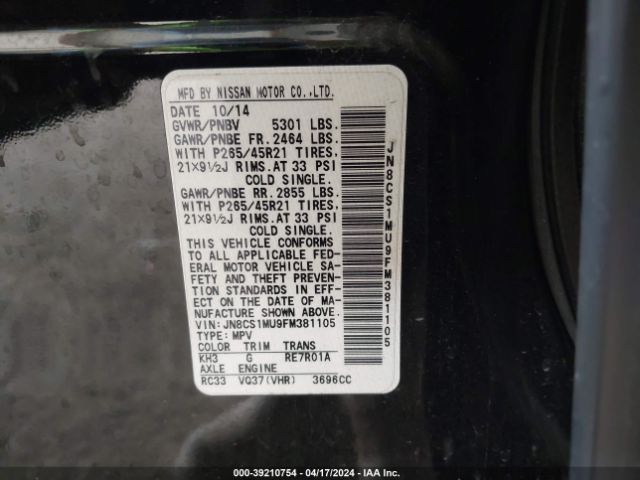 MFD BY NISSAN MOTOR CO.,LTD.
DATE 10/14
GVWR/PNBV 5301 LBS.
GAWR/PNBE FR. 2464 LBS.
WITH P265/45R21 TIRES,
21X9½J RIMS.AT 33 PSI
COLD SINGLE.
GAWR/PNBE RR. 2855 LBS.
WITH P265/45R21 TIRES,
21X9½J RIMS.AT 33 PSI
COLD SINGLE.
THIS VEHICLE CONFORMS
TO ALL APPLICABLE FED-
ERAL MOTOR VEHICLE SA-
FETY AND THEFT PREVEN-
TION STANDARDS IN EFF-
ECT ON THE DATE OF MA-
NUFACTURE SHOWN ABOVE.
VIN: JN8CS1MU9FM381105
TYPE: MPV
COLOR TRIM TRANS
KH3 G RE7R01A
AXLE ENGINE
RC33 VQ37(VHR) 3696CC
JN8CS1MU9FM381105
000-39210754 - 04/17/2024 - IAA Inc.